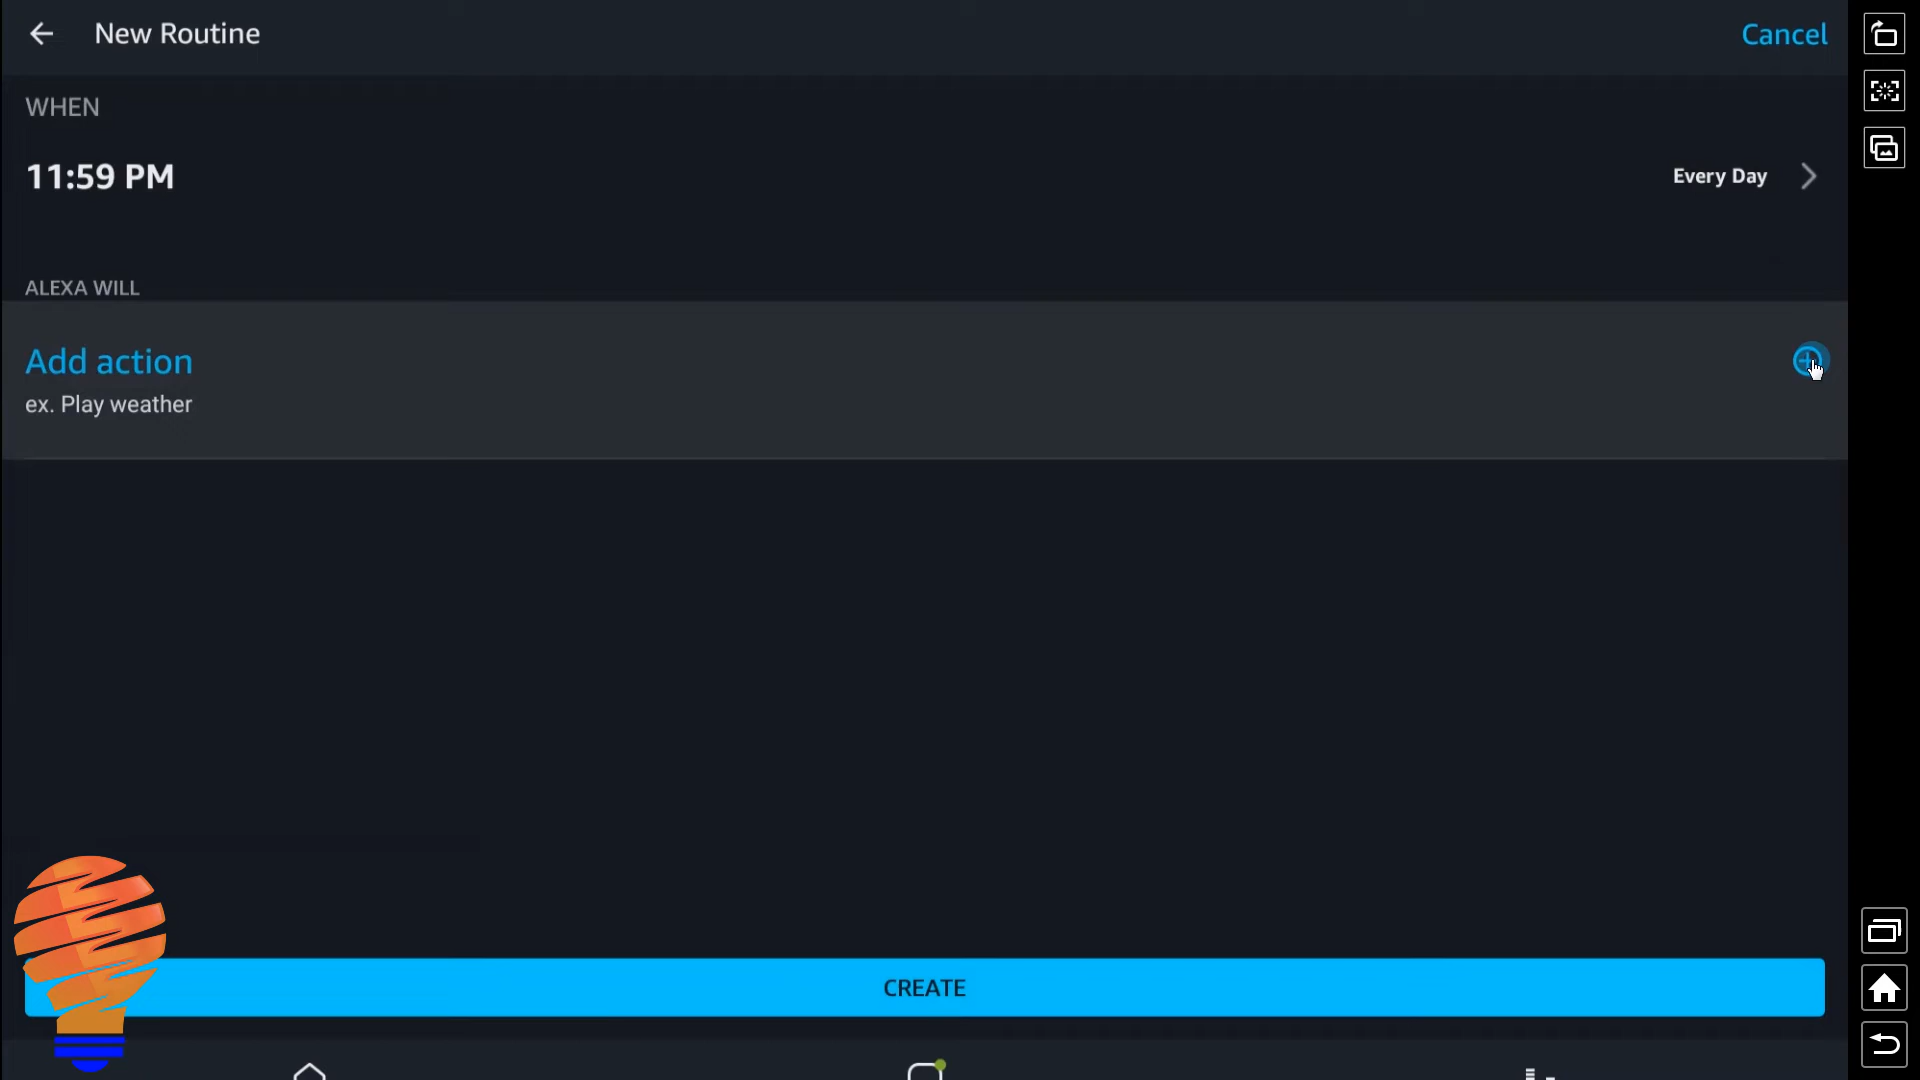 New Routine
Cancel
WHEN
11:59 PM
Every Day
ALEXA WILL
Add action
ex. Play weather
CREATE